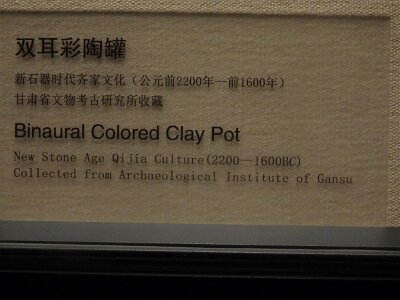 双耳彩陶罐
新石器时代齐家文化（公元前2200年—前1600年）
甘肃省文物考古研究所收藏
Binaural Colored Clay Pot
New Stone Age Qijia Culture(2200—1600BC)
Collected from Archaeological Institute of Gansu